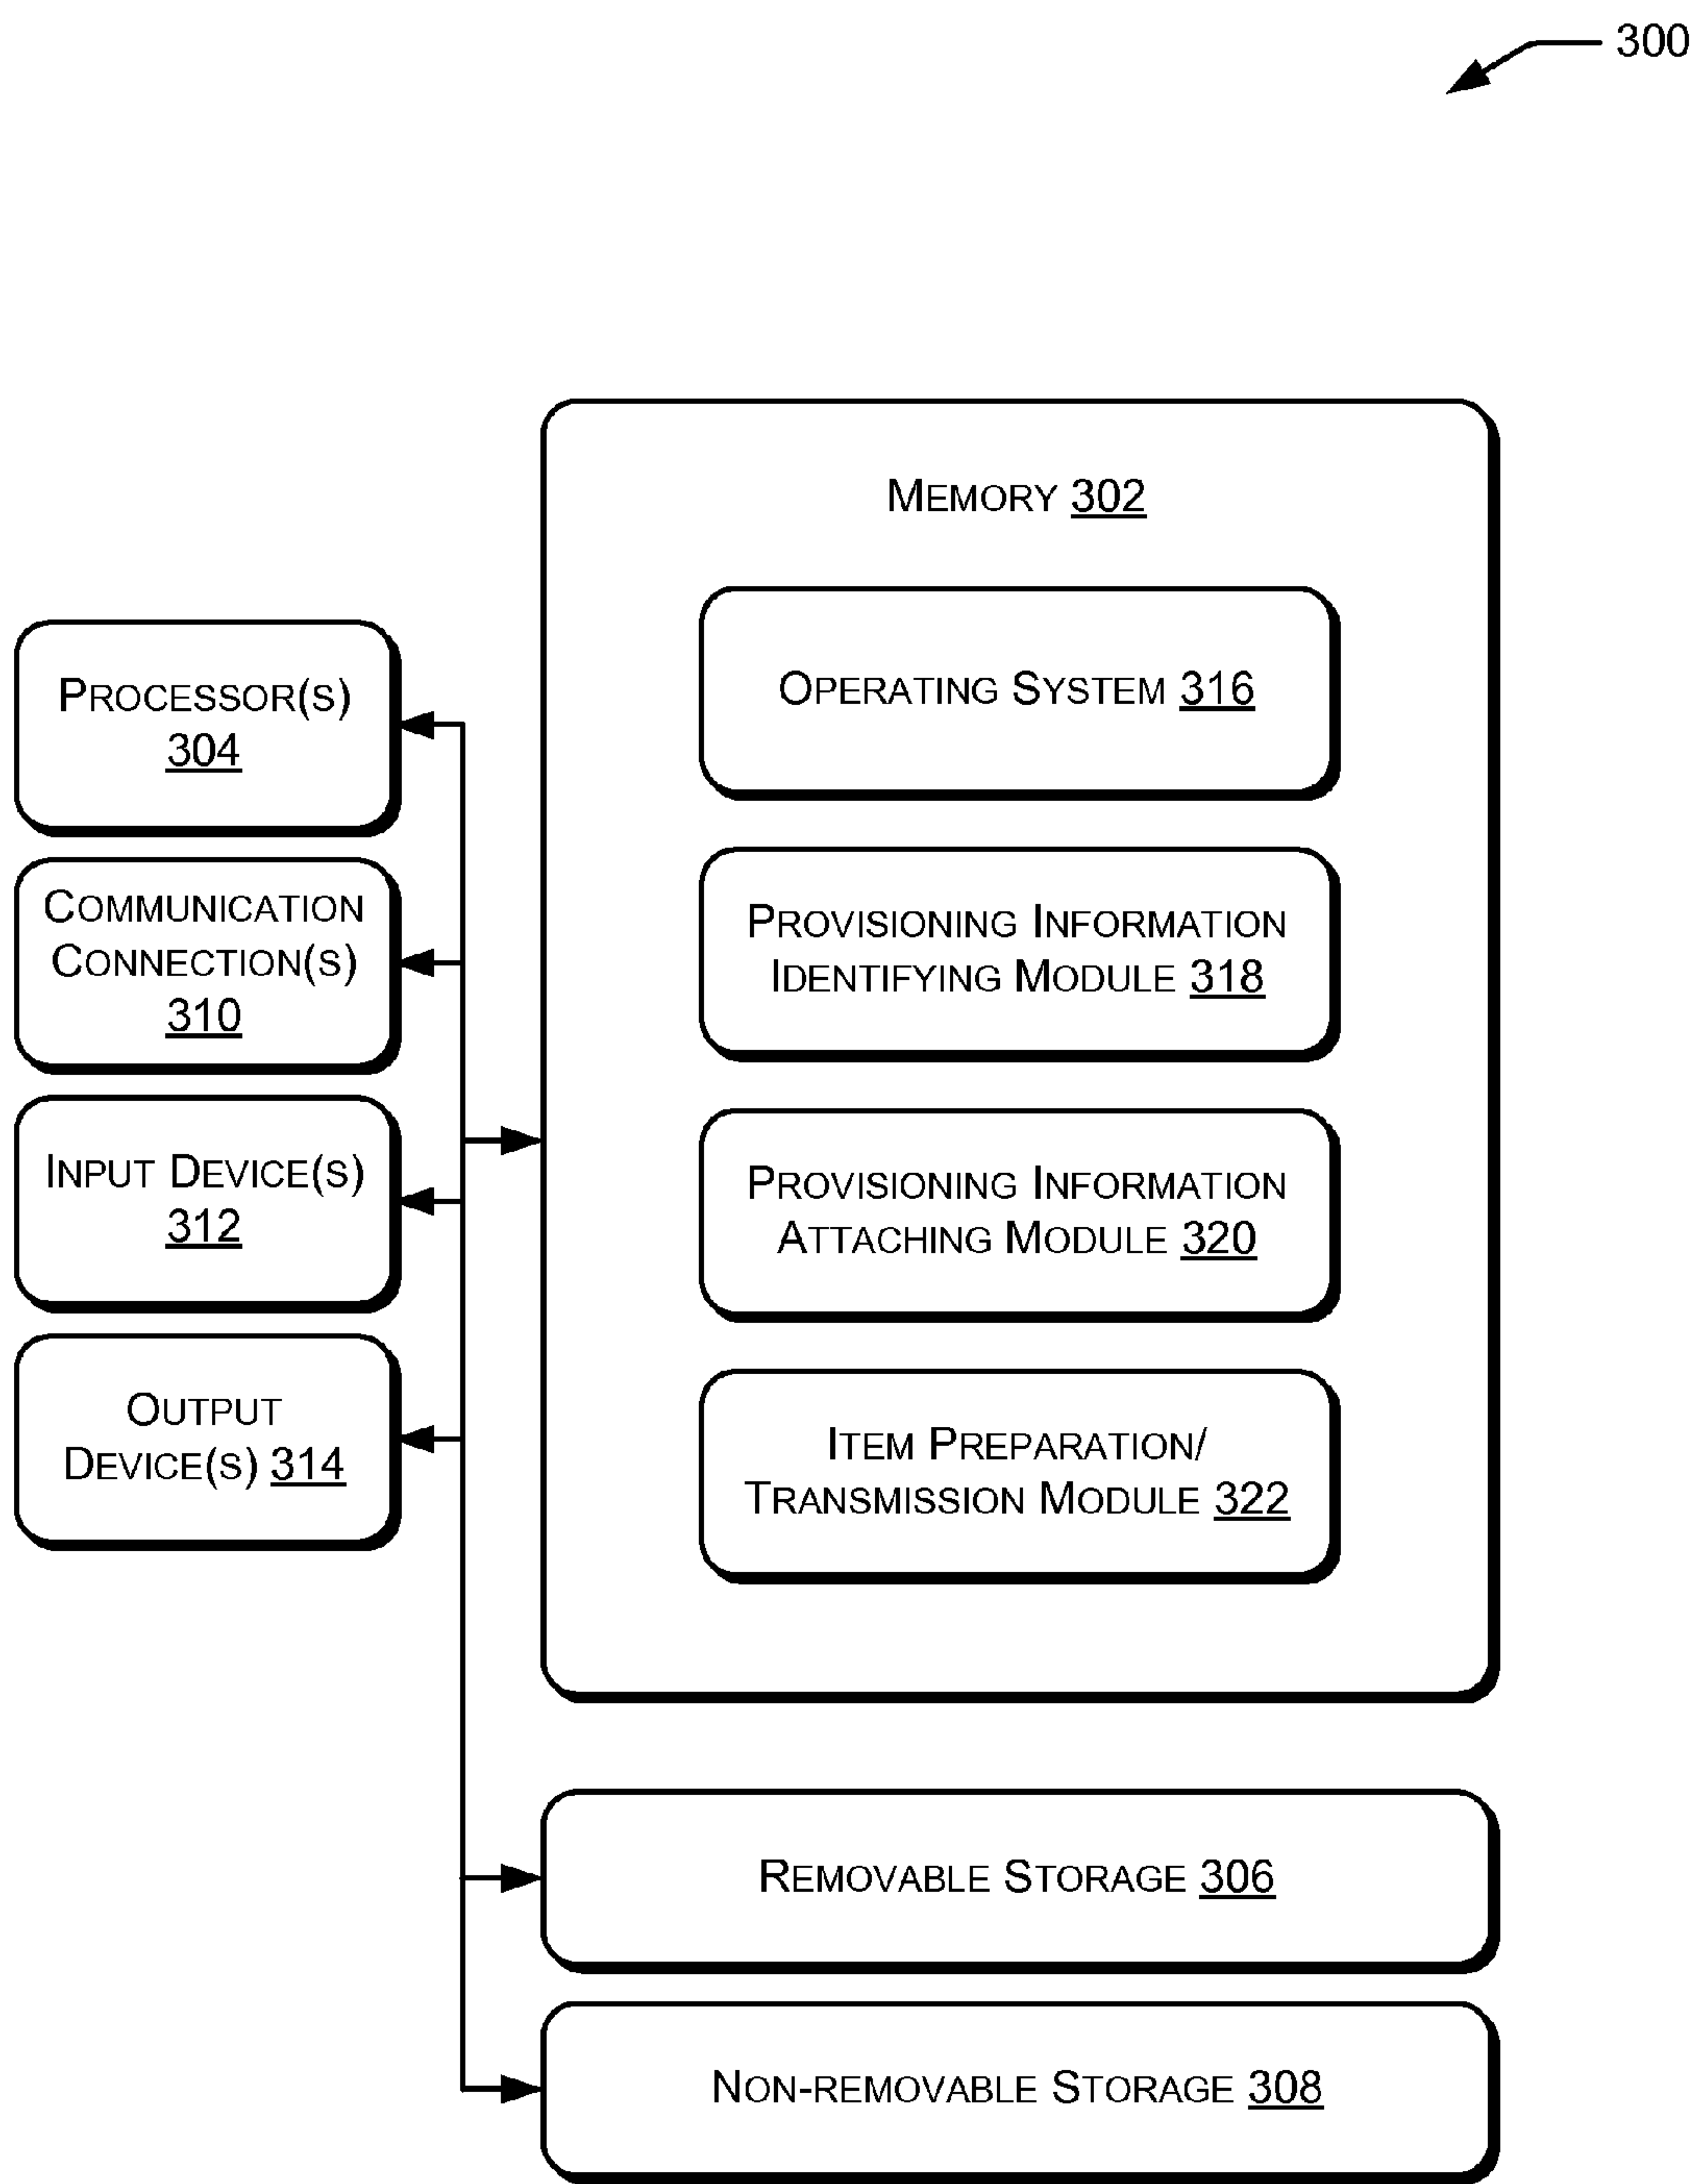 300
MEMORY 302
OPERATING SYSTEM 316
PROVISIONING INFORMATION
IDENTIFYING MODULE 318
PROVISIONING INFORMATION
ATTACHING MODULE 320
ITEM PREPARATION/
TRANSMISSION MODULE 322
PROCESSOR(S)
304
COMMUNICATION
CONNECTION(S)
310
INPUT DEVICE(S)
312
OUTPUT
DEVICE(S) 314
REMOVABLE STORAGE 306
NON-REMOVABLE STORAGE 308